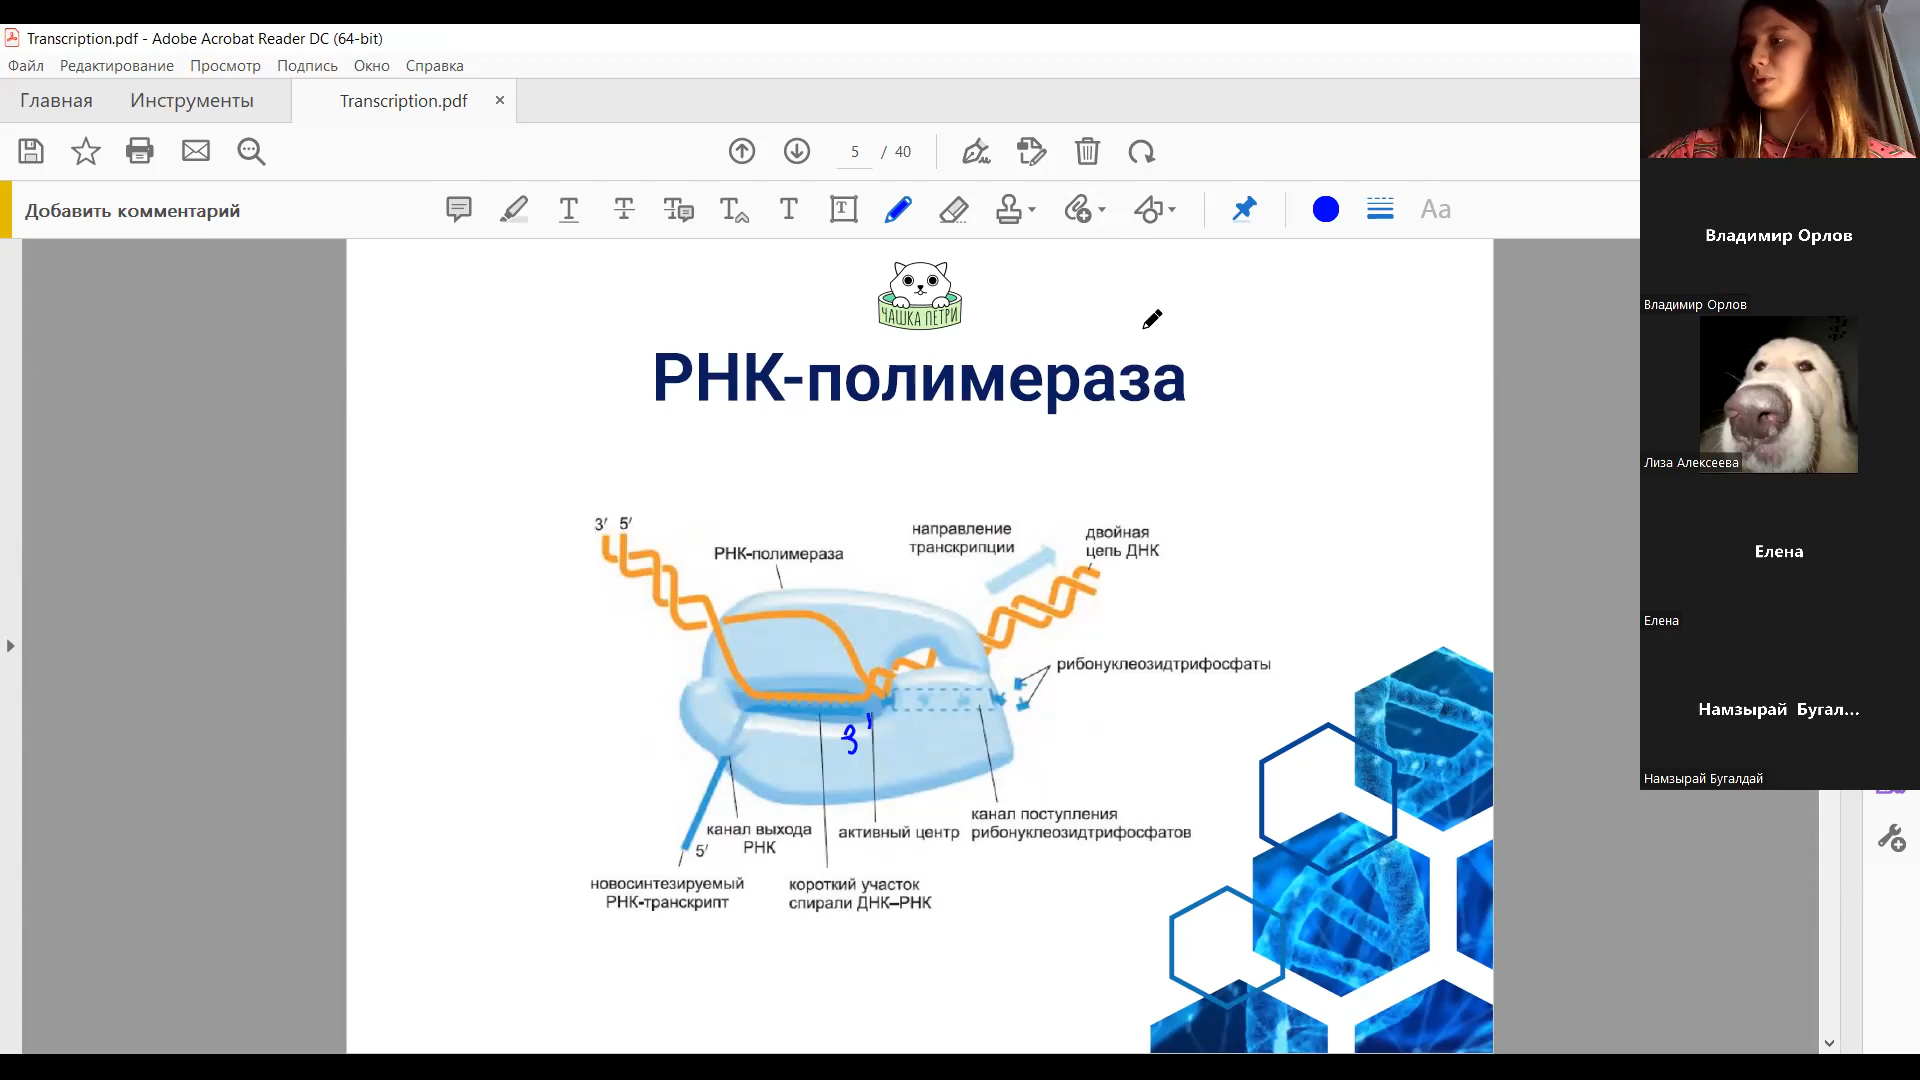 Transcription.pdf - Adobe Acrobat Reader DC (64-bit)
Файл Редактирование Просмотр Подпись Окно Справка
Главная Инструменты Transcription.pdf ×
5 / 40
Добавить комментарий
Aa
ЧАШКА ПЕТРИ
РНК-полимераза
3′ 5′
РНК-полимераза
направление
транскрипции
двойная
цепь ДНК
рибонуклеозидтрифосфаты
3'
канал поступления
рибонуклеозидтрифосфатов
активный центр
канал выхода
РНК
5′
новосинтезируемый
РНК-транскрипт
короткий участок
спирали ДНК–РНК
Владимир Орлов
Владимир Орлов
Лиза Алексеева
Елена
Елена
Намзырай Бугал...
Намзырай Бугалдай